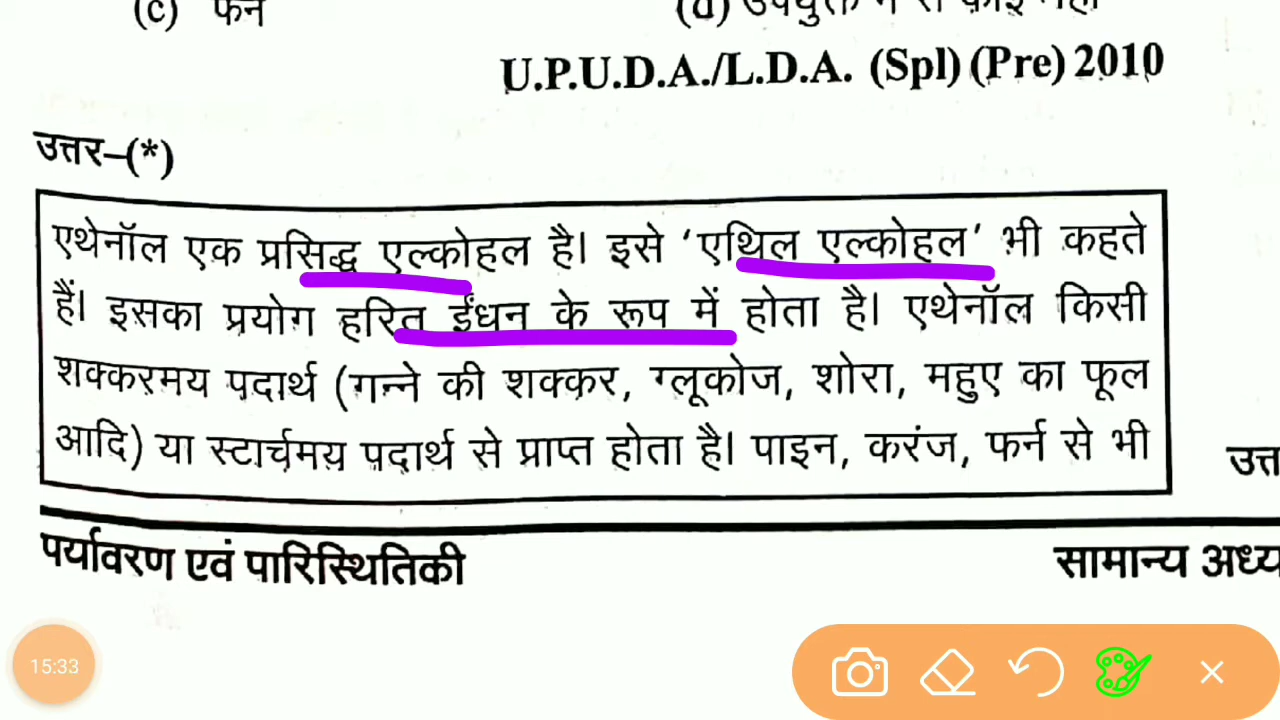 (c) फर्न
(d) उपर्युक्त में से कोई नहीं
U.P.U.D.A./L.D.A. (Spl) (Pre) 2010
उत्तर–(*)
एथेनॉल एक प्रसिद्ध एल्कोहल है। इसे ‘एथिल एल्कोहल’ भी कहते
हैं। इसका प्रयोग हरित ईंधन के रूप में होता है। एथेनॉल किसी
शक्करमय पदार्थ (गन्ने की शक्कर, ग्लूकोज, शोरा, महुए का फूल
आदि) या स्टार्चमय पदार्थ से प्राप्त होता है। पाइन, करंज, फर्न से भी
पर्यावरण एवं पारिस्थितिकी
सामान्य
15:33